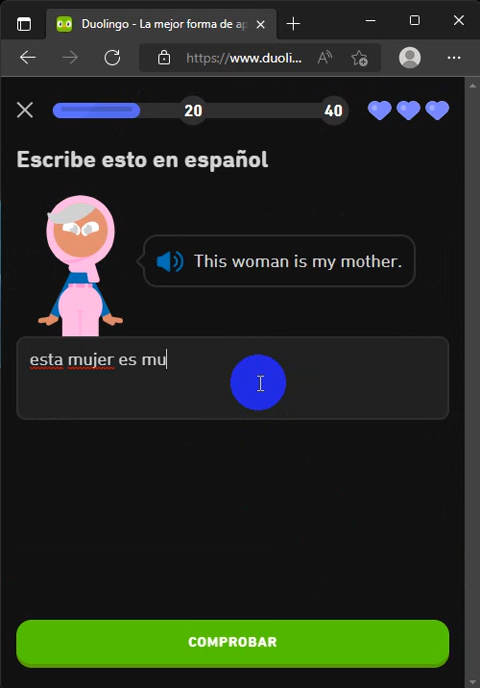 Duolingo - La mejor forma de ap
https://www.duoli...
20
40
Escribe esto en español
This woman is my mother.
esta mujer es mu
COMPROBAR